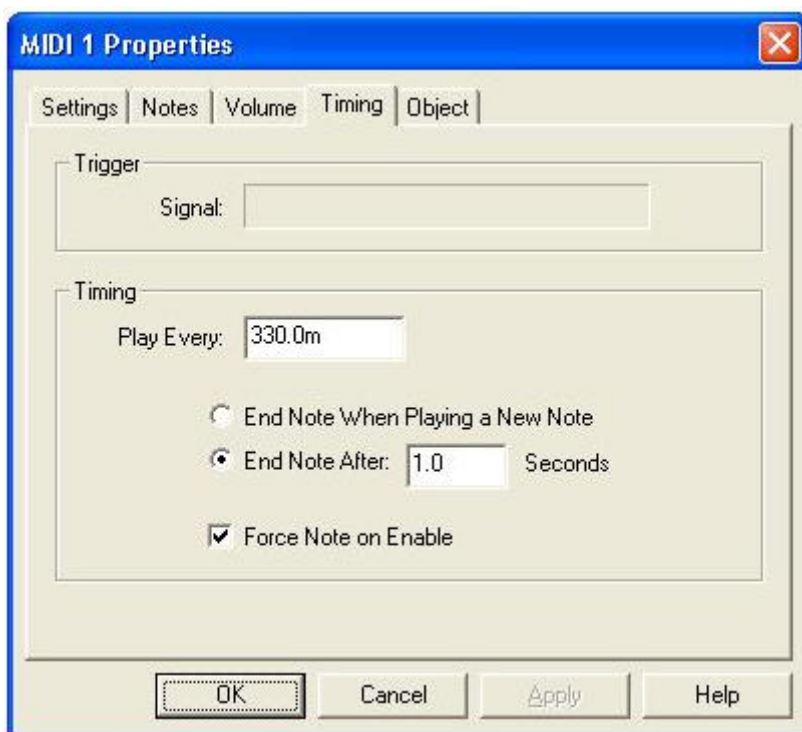 MIDI 1 Properties
Settings Notes Volume Timing Object
Trigger
Signal:
Timing
Play Every: 330.0m
End Note When Playing a New Note
End Note After: 1.0 Seconds
Force Note on Enable
OK Cancel Apply Help